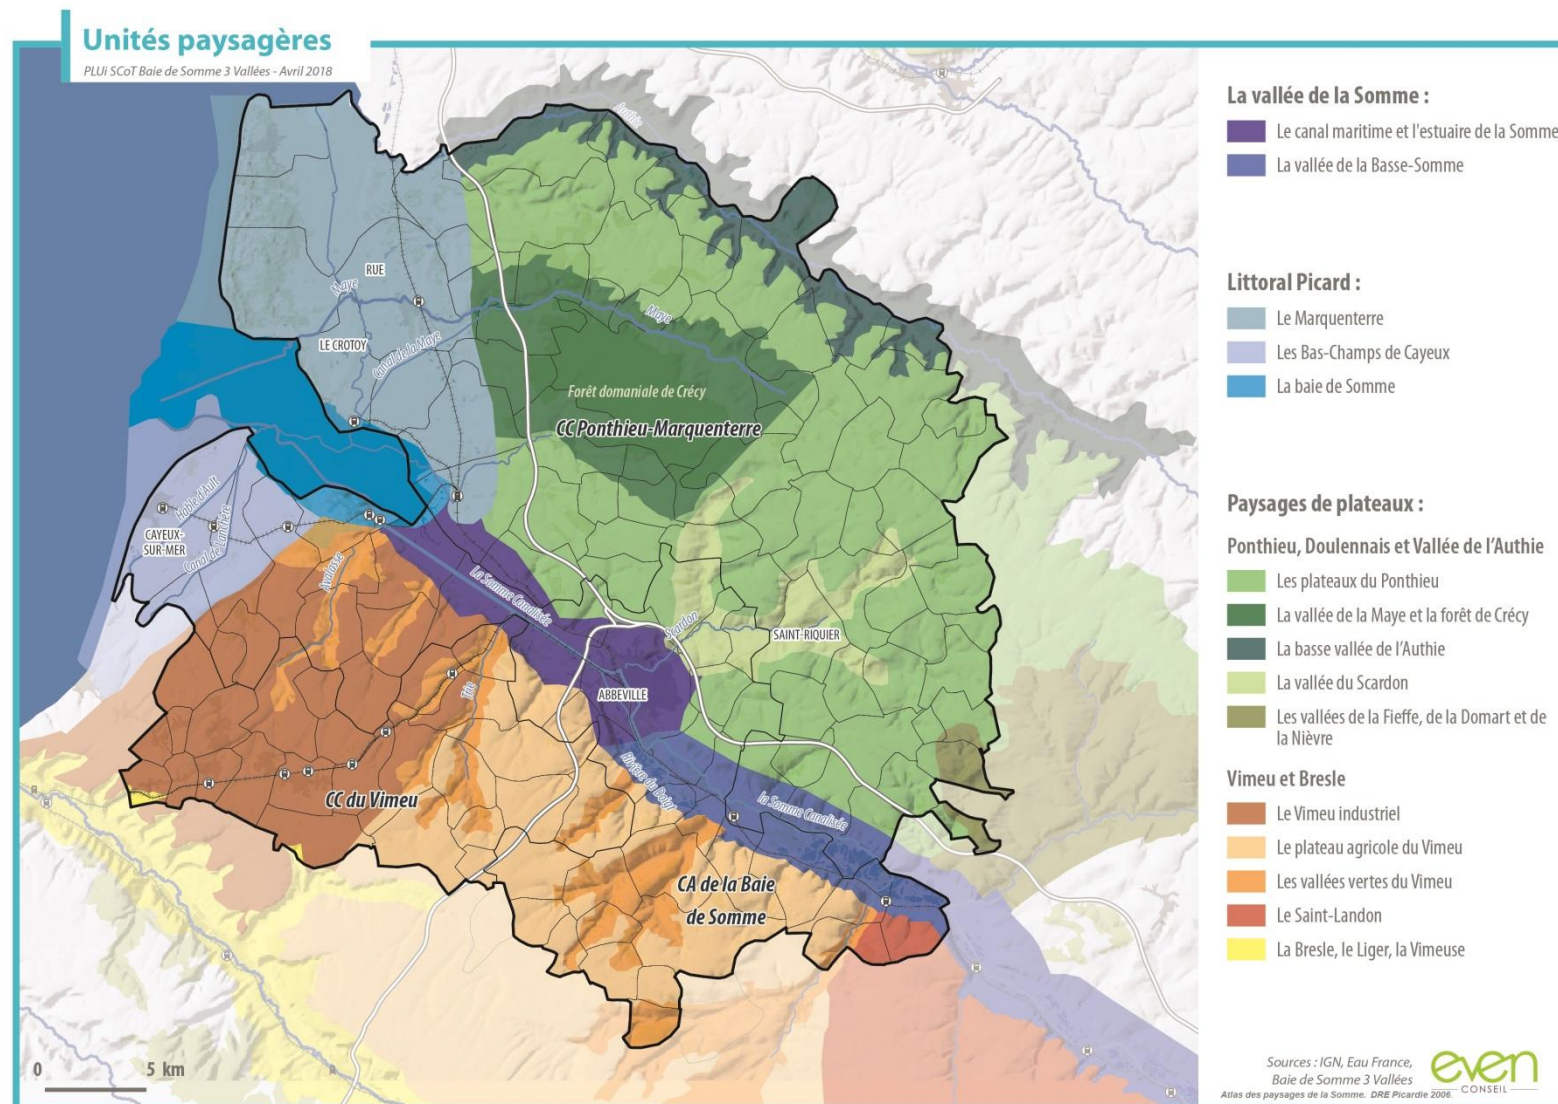 Unités paysagères
PLUi SCoT Baie de Somme 3 Vallées - Avril 2018
Authie
RUE
Maye
Maye
LE CROTOY
Canal de la Maye
Forêt domaniale de Crécy
CC Ponthieu-Marquenterre
Hable d'Ault
CAYEUX-
SUR-MER
Canal de Lanchère
Avalasse
La Somme Canalisée
Scardon
SAINT-RIQUIER
Trie
ABBEVILLE
Rivière du Doigt
la Somme Canalisée
CC du Vimeu
CA de la Baie
de Somme
0 5 km
La vallée de la Somme :
Le canal maritime et l'estuaire de la Somme
La vallée de la Basse-Somme
Littoral Picard :
Le Marquenterre
Les Bas-Champs de Cayeux
La baie de Somme
Paysages de plateaux :
Ponthieu, Doulennais et Vallée de l'Authie
Les plateaux du Ponthieu
La vallée de la Maye et la forêt de Crécy
La basse vallée de l'Authie
La vallée du Scardon
Les vallées de la Fieffe, de la Domart et de
la Nièvre
Vimeu et Bresle
Le Vimeu industriel
Le plateau agricole du Vimeu
Les vallées vertes du Vimeu
Le Saint-Landon
La Bresle, le Liger, la Vimeuse
Sources : IGN, Eau France,
Baie de Somme 3 Vallées
Atlas des paysages de la Somme. DRE Picardie 2006.
even
CONSEIL